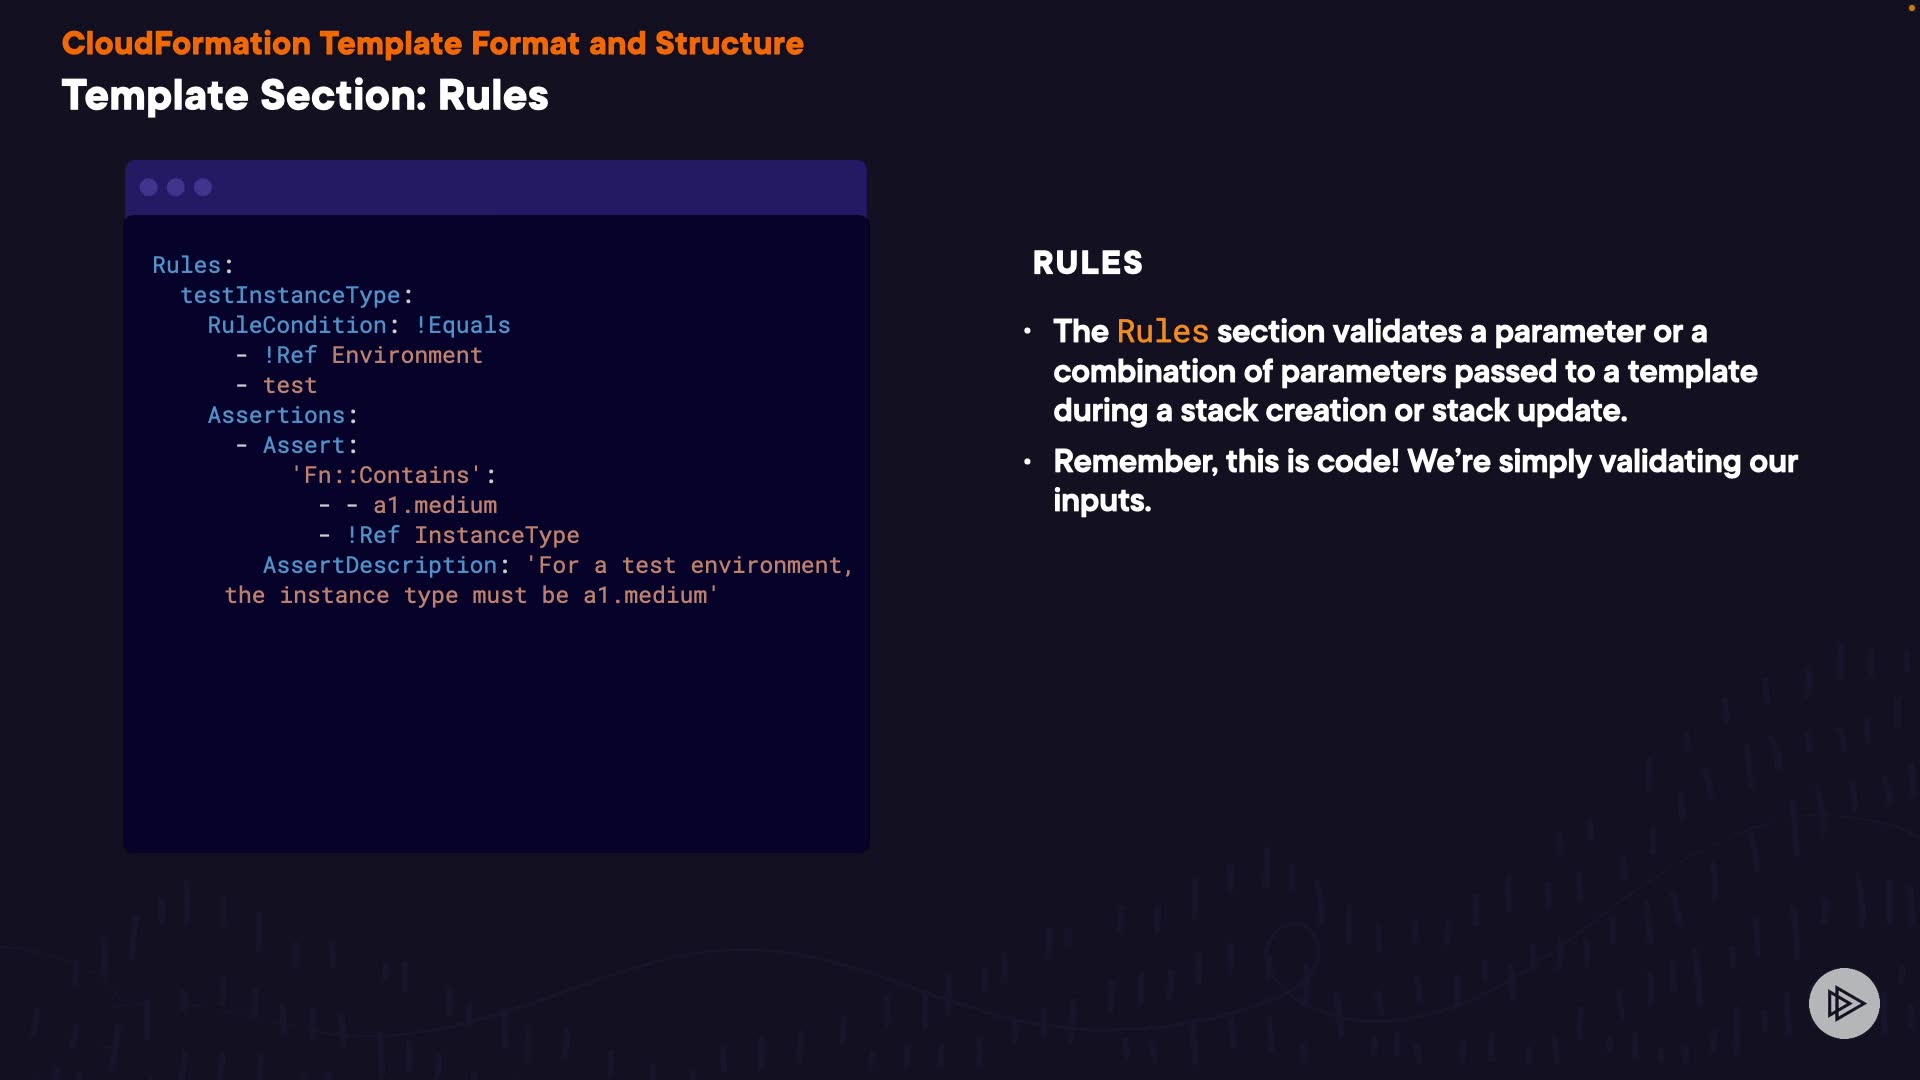 CloudFormation Template Format and Structure
Template Section: Rules
Rules:
  testInstanceType:
    RuleCondition: !Equals
      - !Ref Environment
      - test
    Assertions:
      - Assert:
          'Fn::Contains':
            - - a1.medium
            - !Ref InstanceType
        AssertDescription: 'For a test environment,
     the instance type must be a1.medium'
RULES
· The Rules section validates a parameter or a
combination of parameters passed to a template
during a stack creation or stack update.
· Remember, this is code! We’re simply validating our
inputs.